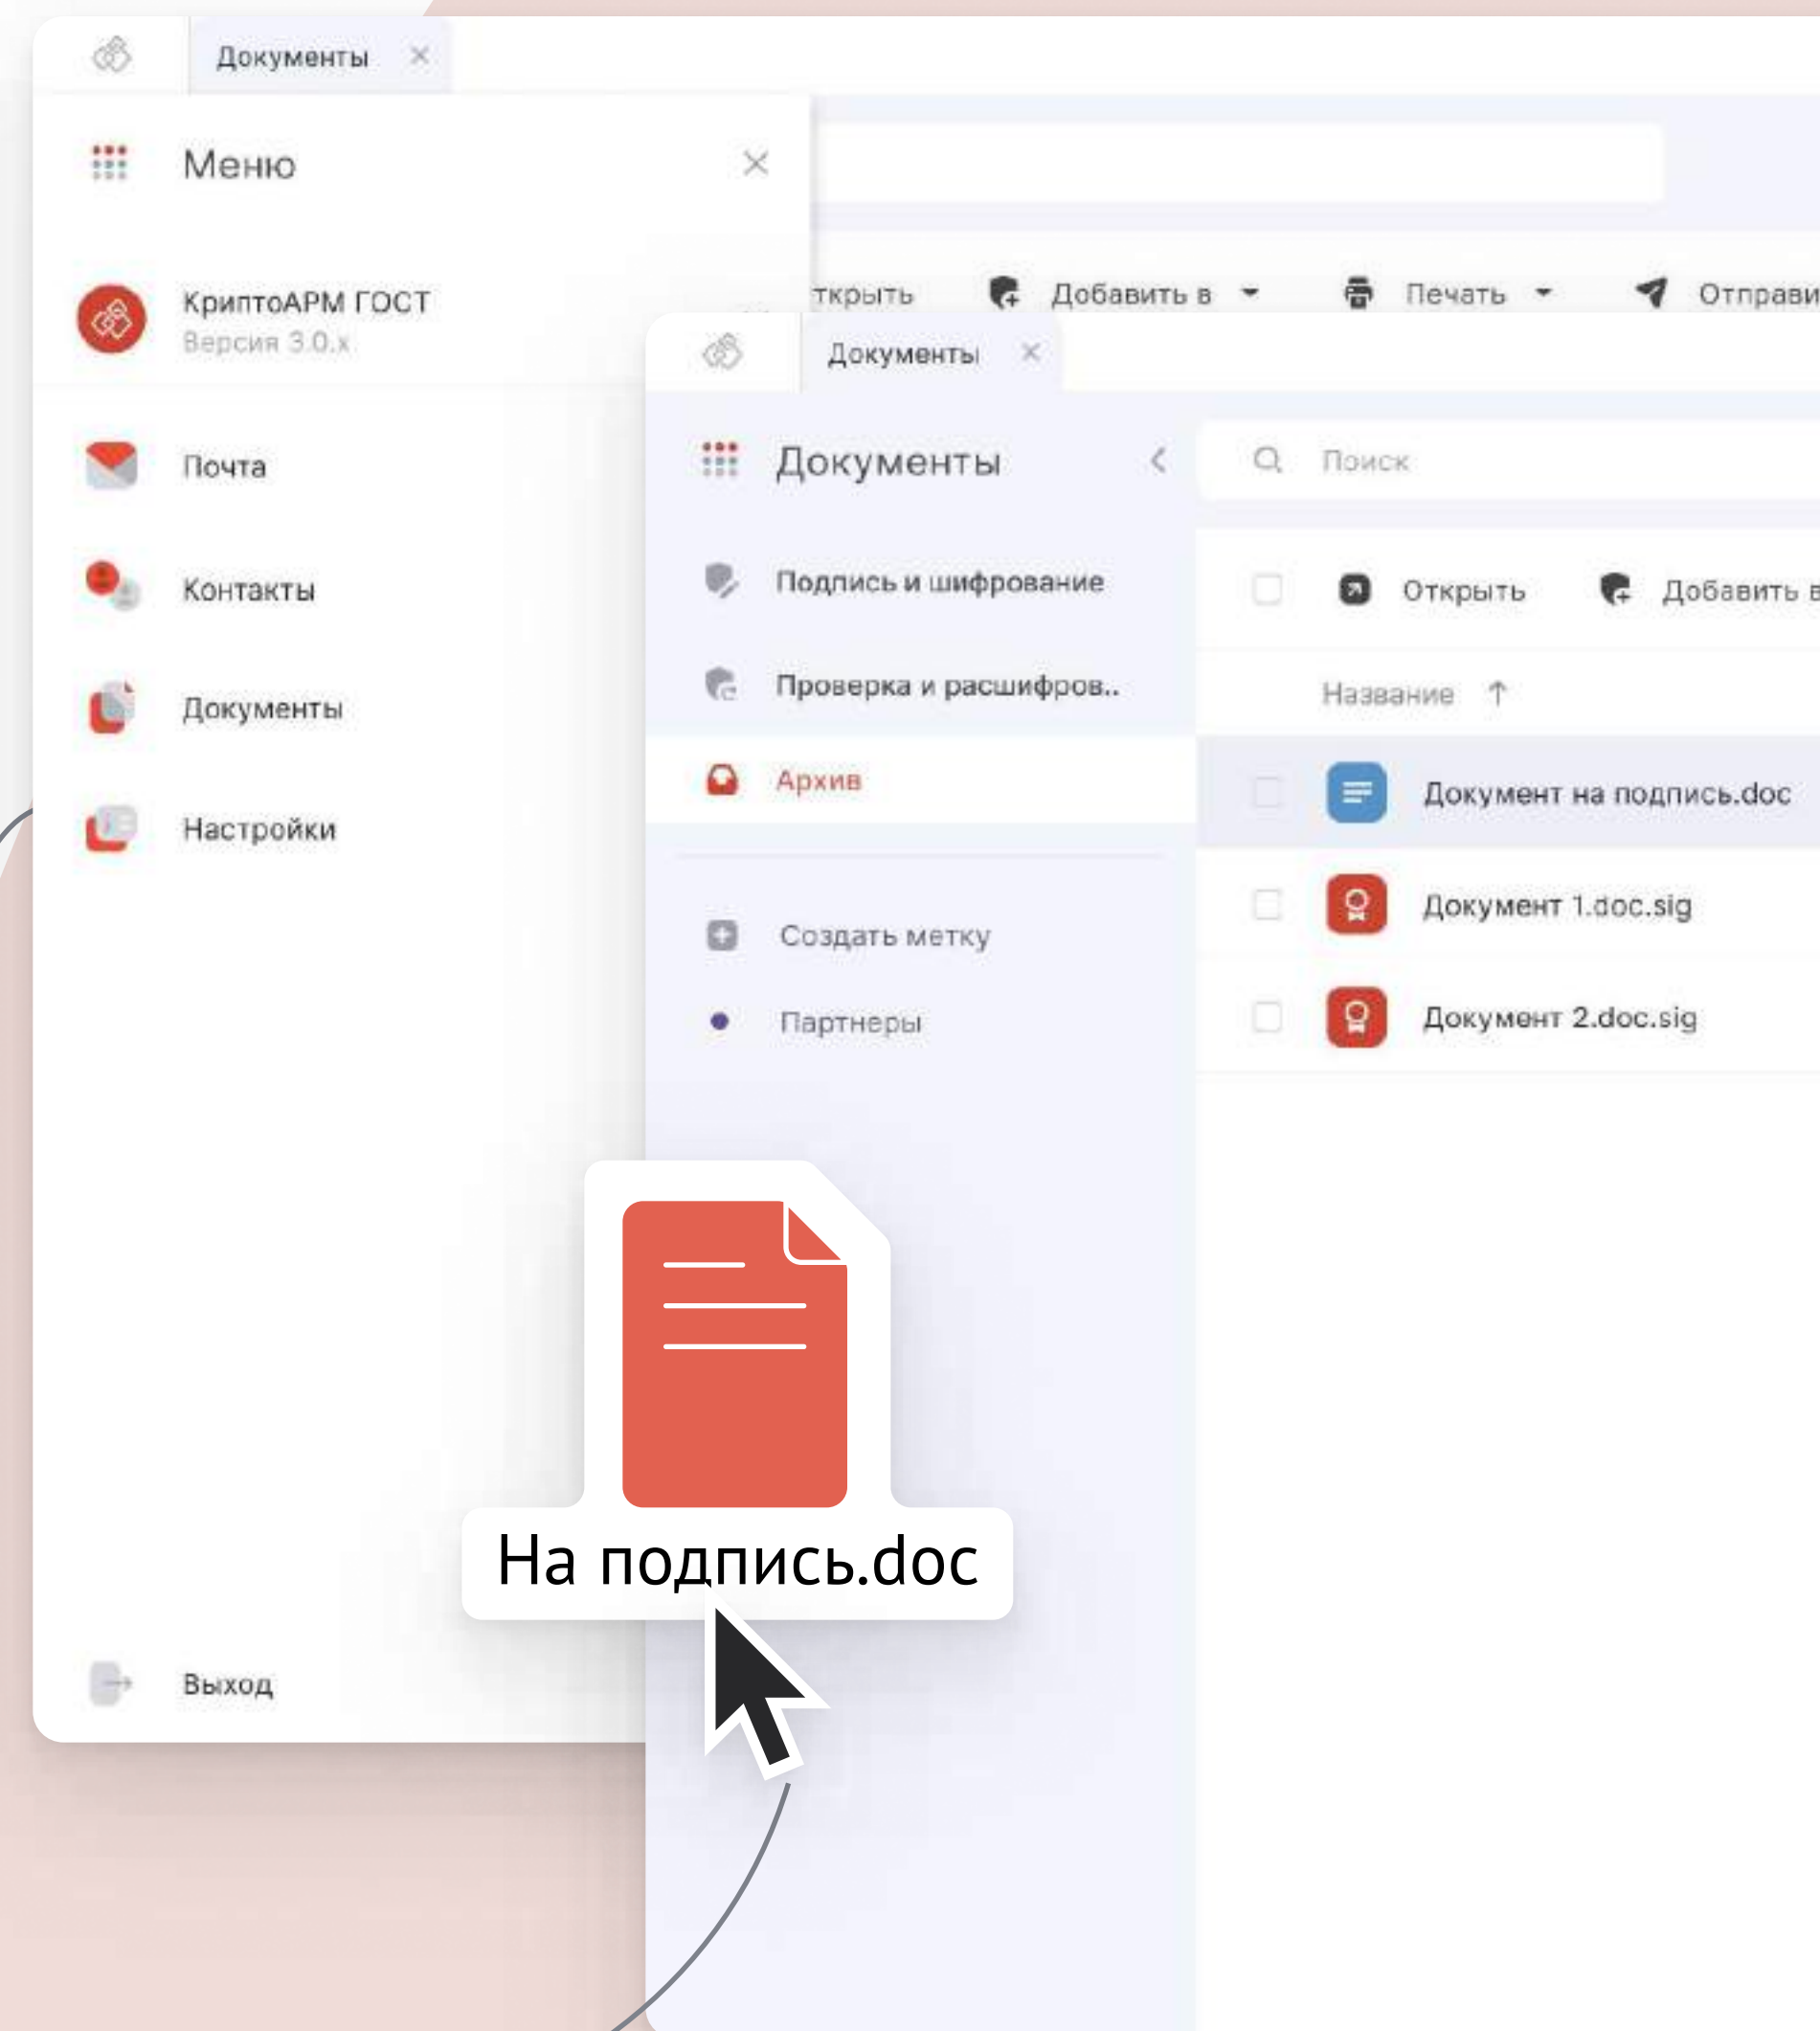 Документы
Меню
КриптоАРМ ГОСТ
Версия 3.0.x
Почта
Контакты
Документы
Настройки
Выход
ткрыть
Добавить в
Печать
Отправи
Документы
Документы
Поиск
Подпись и шифрование
Проверка и расшифров..
Архив
Создать метку
Партнеры
Открыть
Добавить в
Название
Документ на подпись.doc
Документ 1.doc.sig
Документ 2.doc.sig
На подпись.doc